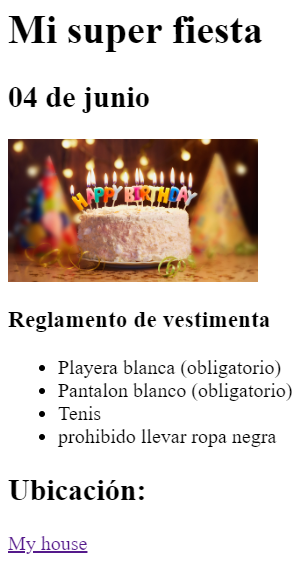 Mi super fiesta
04 de junio
HAPPY BIRTHDAY
Reglamento de vestimenta
Playera blanca (obligatorio)
Pantalon blanco (obligatorio)
Tenis
prohibido llevar ropa negra
Ubicación:
My house